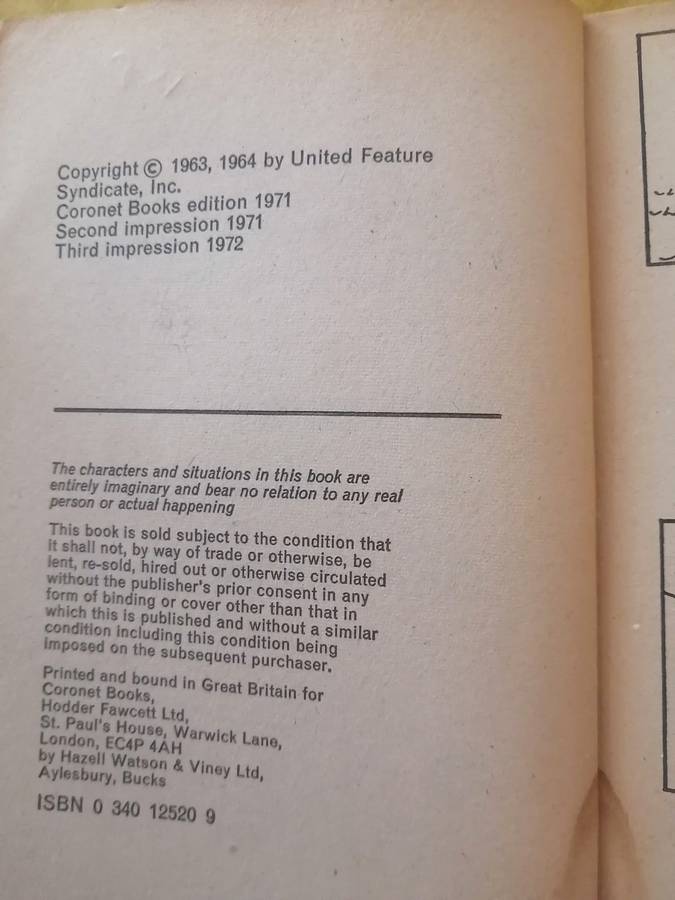 Copyright © 1963, 1964 by United Feature
Syndicate, Inc.
Coronet Books edition 1971
Second impression 1971
Third impression 1972
The characters and situations in this book are
entirely imaginary and bear no relation to any real
person or actual happening
This book is sold subject to the condition that
it shall not, by way of trade or otherwise, be
lent, re-sold, hired out or otherwise circulated
without the publisher's prior consent in any
form of binding or cover other than that in
which this is published and without a similar
condition including this condition being
imposed on the subsequent purchaser.
Printed and bound in Great Britain for
Coronet Books,
Hodder Fawcett Ltd,
St. Paul's House, Warwick Lane,
London, EC4P 4AH
by Hazell Watson & Viney Ltd,
Aylesbury, Bucks
ISBN 0 340 12520 9